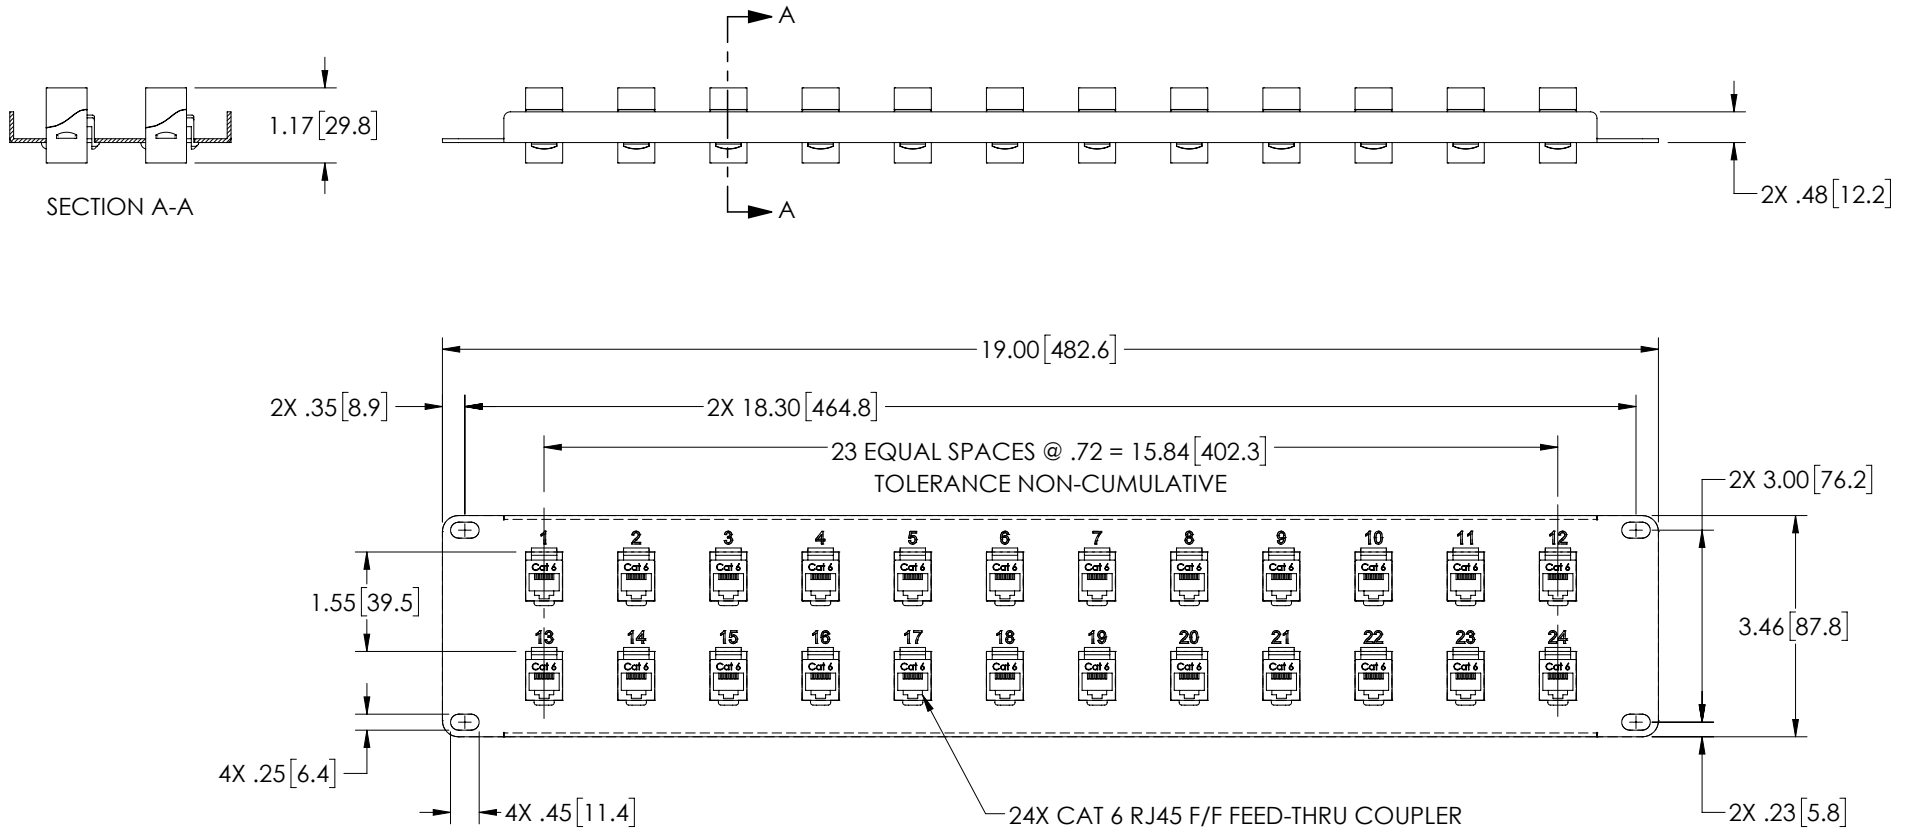 A
1.17[29.8]
SECTION A-A
A
2X .48[12.2]
19.00[482.6]
2X .35[8.9]
2X 18.30[464.8]
23 EQUAL SPACES @ .72 = 15.84[402.3]
TOLERANCE NON-CUMULATIVE
2X 3.00[76.2]
1 2 3 4 5 6 7 8 9 10 11 12
Cat 6 Cat 6 Cat 6 Cat 6 Cat 6 Cat 6 Cat 6 Cat 6 Cat 6 Cat 6 Cat 6 Cat 6
1.55[39.5]
3.46[87.8]
13 14 15 16 17 18 19 20 21 22 23 24
Cat 6 Cat 6 Cat 6 Cat 6 Cat 6 Cat 6 Cat 6 Cat 6 Cat 6 Cat 6 Cat 6 Cat 6
4X .25[6.4]
4X .45[11.4]
24X CAT 6 RJ45 F/F FEED-THRU COUPLER
2X .23[5.8]